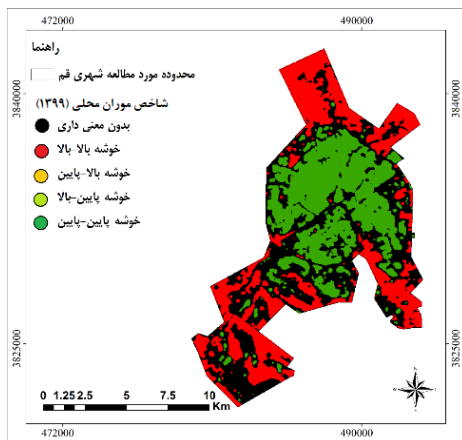 472000 490000
راهنما
محدوده مورد مطالعه شهری قم
شاخص موران محلی (۱۳۹۹)
بدون معنی داری
خوشه بالا-بالا
خوشه بالا-پایین
خوشه پایین-بالا
خوشه پایین-پایین
3840000 3840000
3825000 3825000
0 1.25 2.5 5 7.5 10
Km
472000 490000